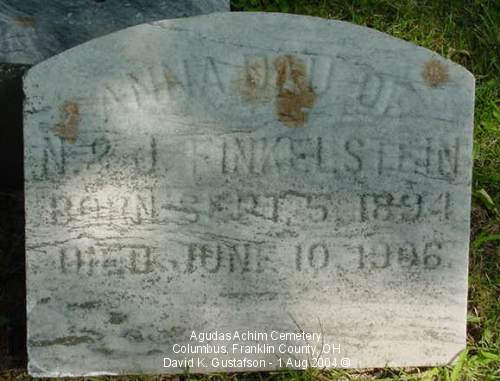 ANNA DAU OF
N. & J. FINKELSTEIN
BORN SEPT. 5, 1894
DIED JUNE 10, 1906
Agudas Achim Cemetery
Columbus, Franklin County, OH
David K. Gustafson - 1 Aug 2004 ©